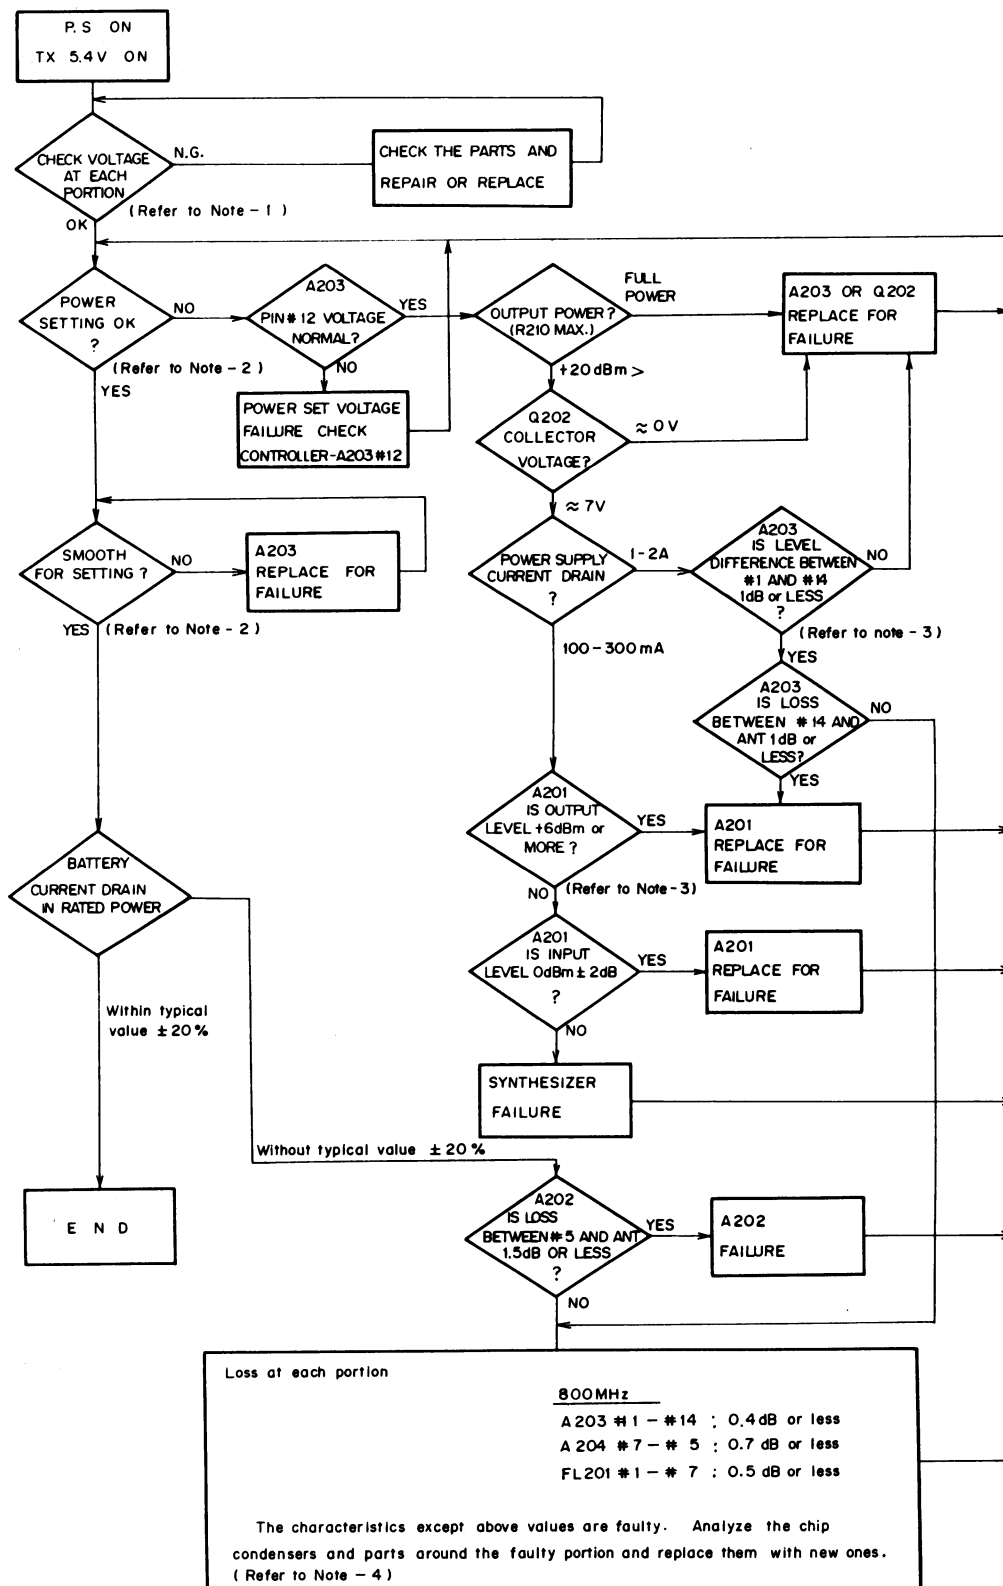 P.S ON
TX 5.4V ON
CHECK VOLTAGE
AT EACH
PORTION
N.G.
CHECK THE PARTS AND
REPAIR OR REPLACE
(Refer to Note - 1)
OK
POWER
SETTING OK
?
NO
(Refer to Note - 2)
YES
A203
PIN# 12 VOLTAGE
NORMAL?
YES
NO
POWER SET VOLTAGE
FAILURE CHECK
CONTROLLER-A203#12
OUTPUT POWER?
(R210 MAX.)
FULL
POWER
A203 OR Q202
REPLACE FOR
FAILURE
+20dBm >
Q202
COLLECTOR
VOLTAGE?
≈ 0V
≈ 7V
SMOOTH
FOR SETTING ?
NO
A203
REPLACE FOR
FAILURE
YES
(Refer to Note - 2)
POWER SUPPLY
CURRENT DRAIN
?
1-2A
A203
IS LEVEL
DIFFERENCE BETWEEN
#1 AND #14
1dB or LESS
?
NO
(Refer to note - 3)
YES
100-300mA
A203
IS LOSS
BETWEEN #14 AND
ANT 1dB or
LESS?
NO
YES
A201
IS OUTPUT
LEVEL +6dBm or
MORE ?
YES
A201
REPLACE FOR
FAILURE
NO
(Refer to Note-3)
BATTERY
CURRENT DRAIN
IN RATED POWER
A201
IS INPUT
LEVEL 0dBm ± 2dB
?
YES
A201
REPLACE FOR
FAILURE
NO
Within typical
value ±20%
SYNTHESIZER
FAILURE
Without typical value ±20%
E N D
A202
IS LOSS
BETWEEN#5 AND ANT
1.5dB OR LESS
?
YES
A202
FAILURE
NO
Loss at each portion
800MHz
A203 #1 - #14 : 0.4dB or less
A204 #7 - # 5 : 0.7 dB or less
FL201 #1 - # 7 : 0.5 dB or less
The characteristics except above values are faulty. Analyze the chip
condensers and parts around the faulty portion and replace them with new ones.
(Refer to Note - 4)